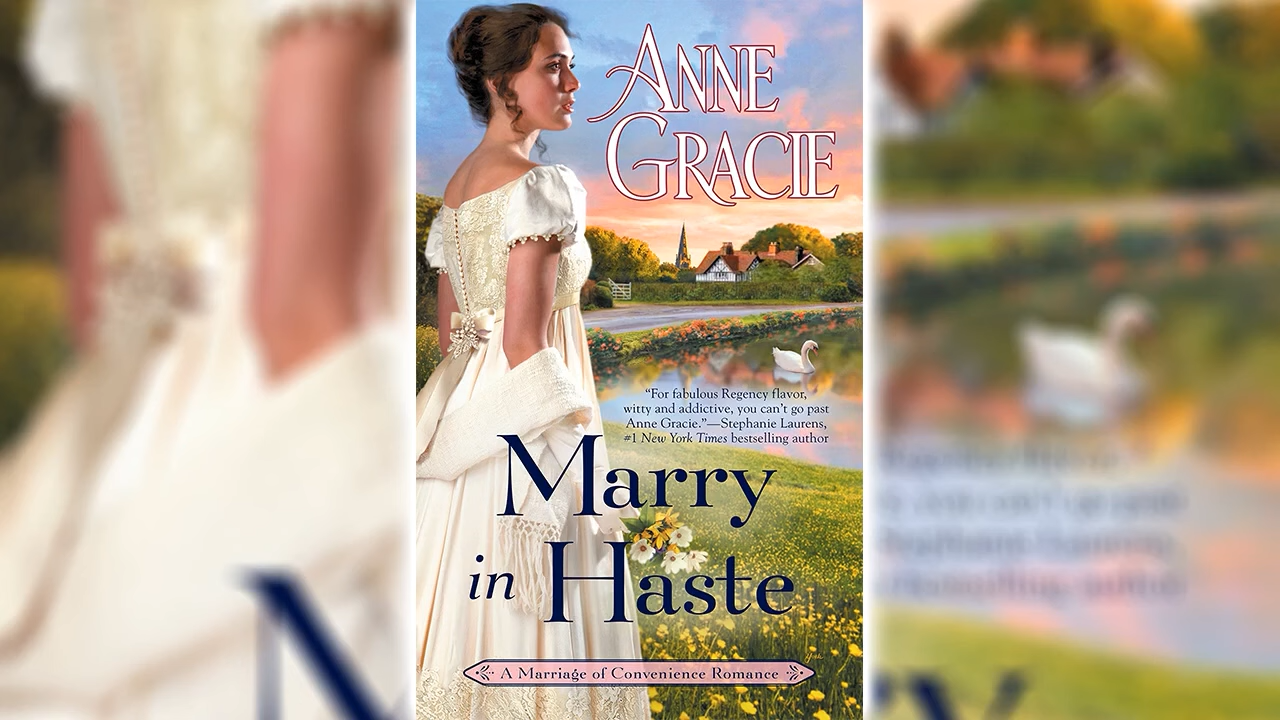 ANNE
GRACIE
“For fabulous Regency flavor,
witty and addictive, you can’t go past
Anne Gracie.”—Stephanie Laurens,
#1 New York Times bestselling author
Marry
in Haste
A Marriage of Convenience Romance